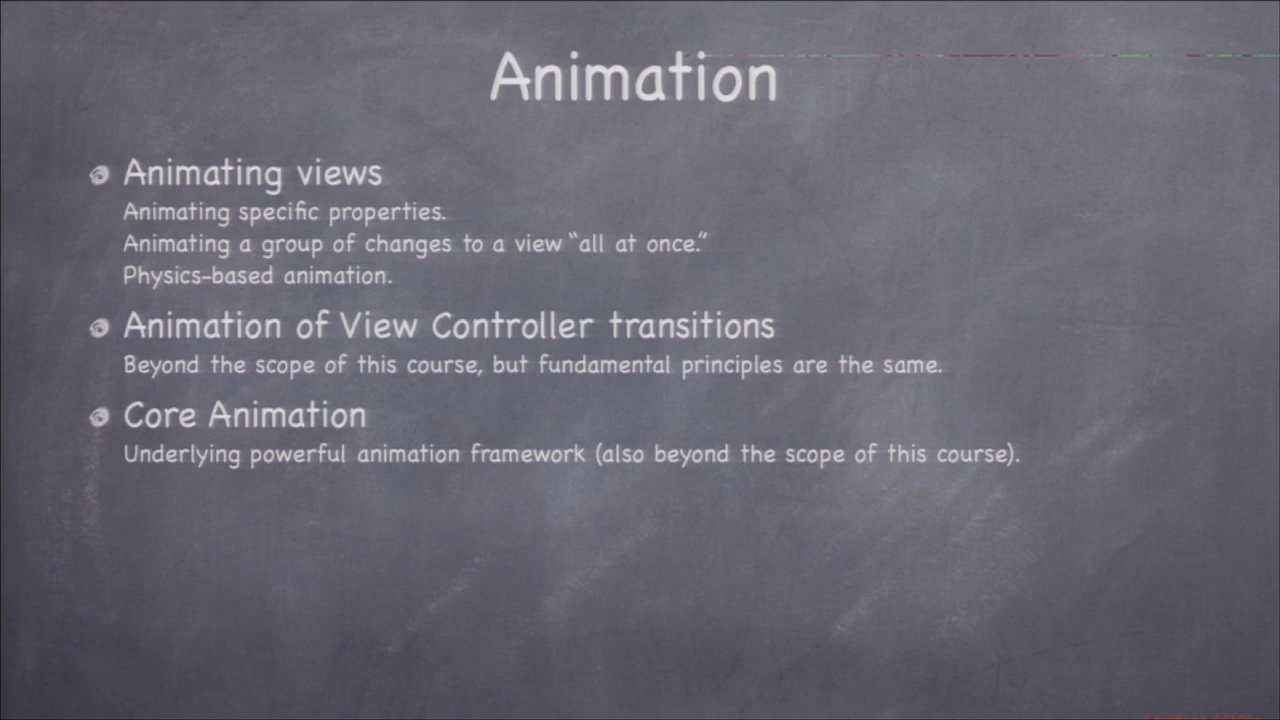 Animation
Animating views
Animating specific properties.
Animating a group of changes to a view “all at once.”
Physics-based animation.
Animation of View Controller transitions
Beyond the scope of this course, but fundamental principles are the same.
Core Animation
Underlying powerful animation framework (also beyond the scope of this course).